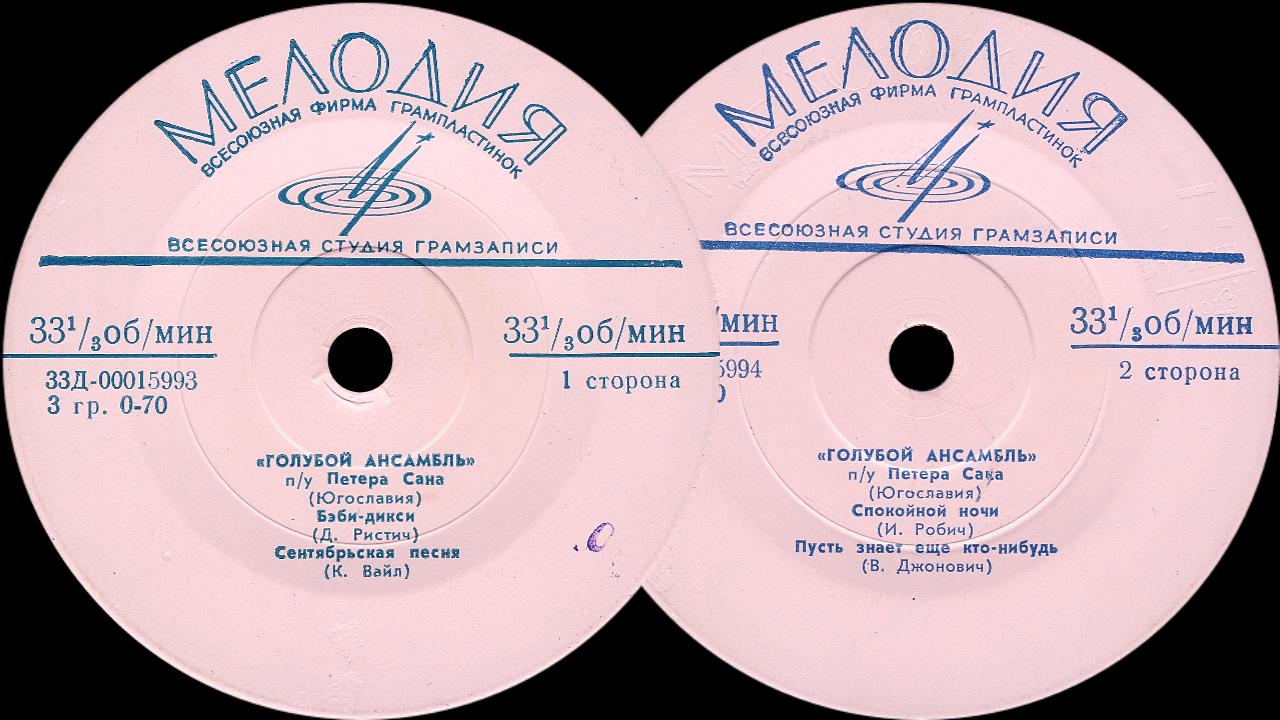 МЕЛОДИЯ
ВСЕСОЮЗНАЯ ФИРМА ГРАМПЛАСТИНОК
ВСЕСОЮЗНАЯ СТУДИЯ ГРАМЗАПИСИ
33¹/₃об/мин 33¹/₃об/мин
33Д-00015993 1 сторона
3 гр. 0-70
«ГОЛУБОЙ АНСАМБЛЬ»
п/у Петера Сана
(Югославия)
Бэби-дикси
(Д. Ристич)
Сентябрьская песня
(К. Вайл)
МЕЛОДИЯ
ВСЕСОЮЗНАЯ ФИРМА ГРАМПЛАСТИНОК
ВСЕСОЮЗНАЯ СТУДИЯ ГРАМЗАПИСИ
/мин 33¹/₃об/мин
5994 2 сторона
«ГОЛУБОЙ АНСАМБЛЬ»
п/у Петера Сана
(Югославия)
Спокойной ночи
(И. Робич)
Пусть знает еще кто-нибудь
(В. Джонович)